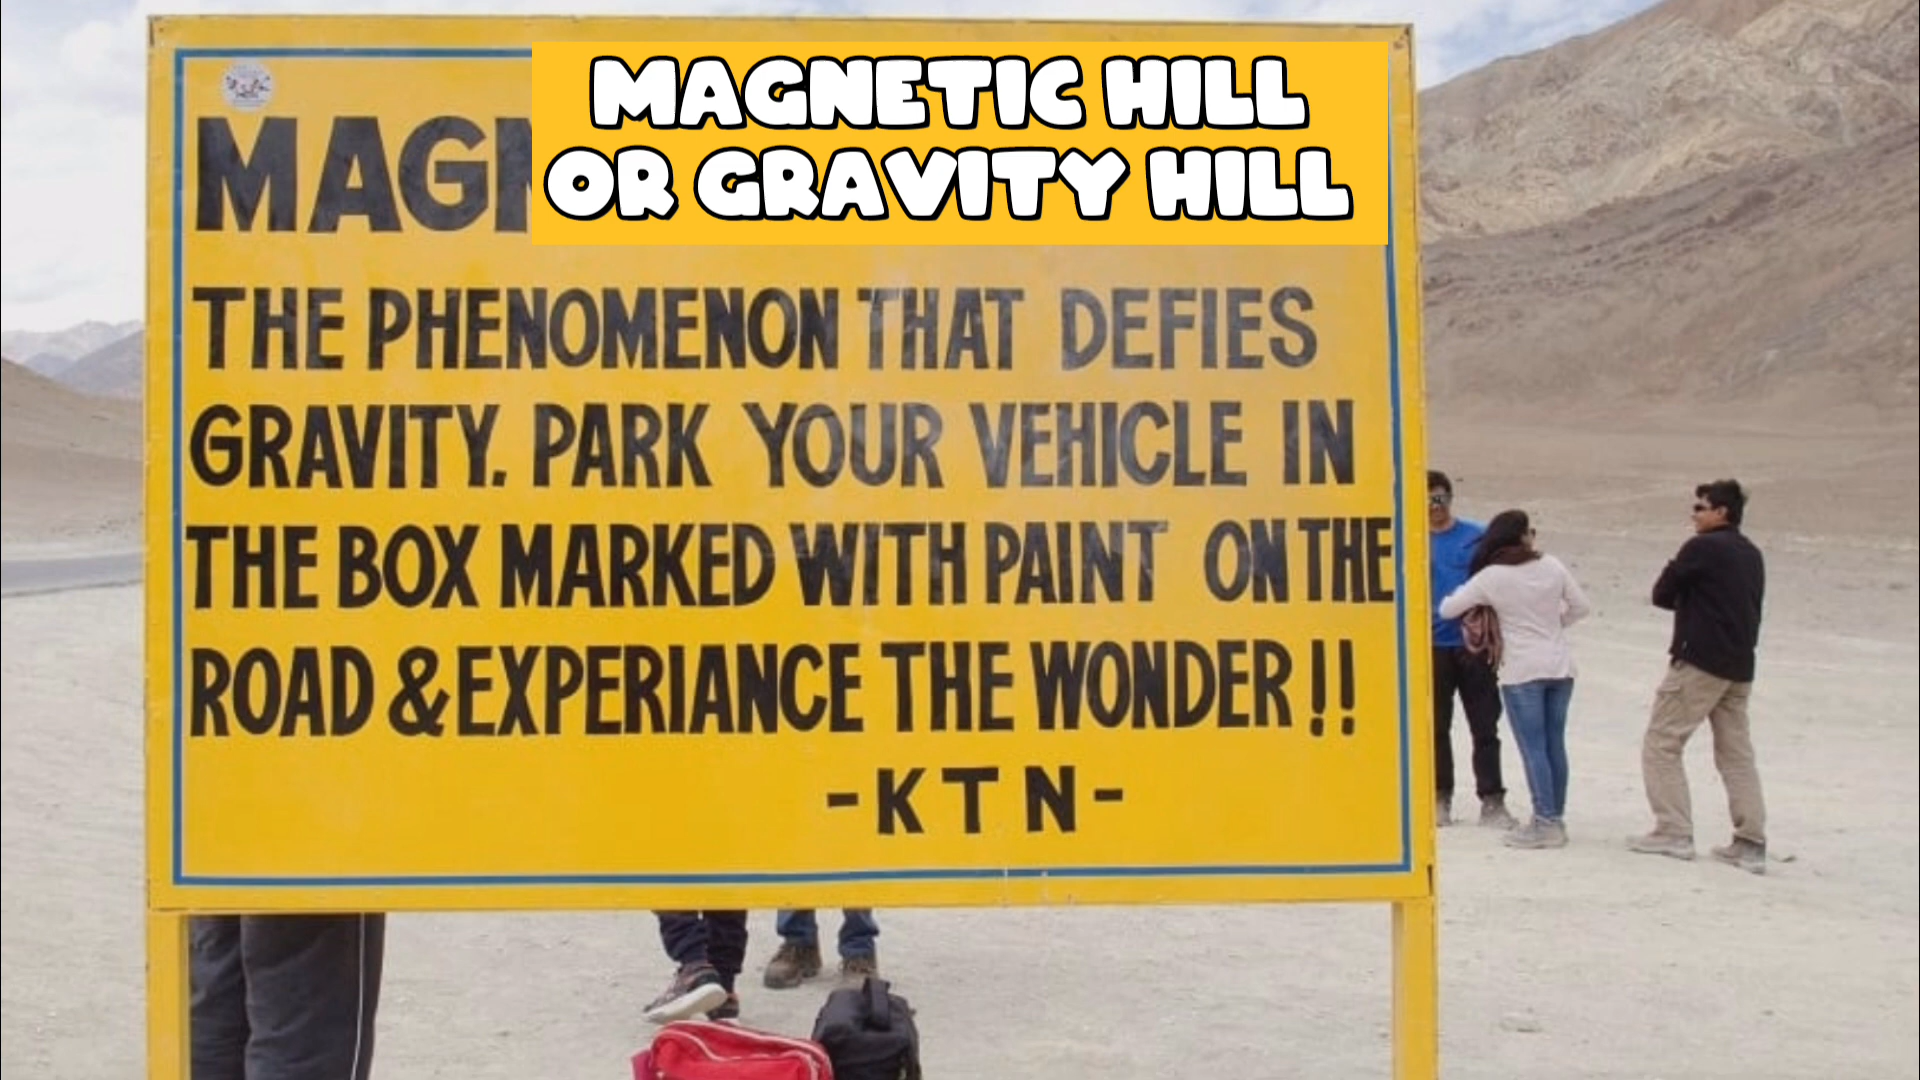 MAGNETIC HILL
OR GRAVITY HILL
MAG
THE PHENOMENON THAT DEFIES
GRAVITY. PARK YOUR VEHICLE IN
THE BOX MARKED WITH PAINT ON THE
ROAD & EXPERIANCE THE WONDER !!
-KTN-